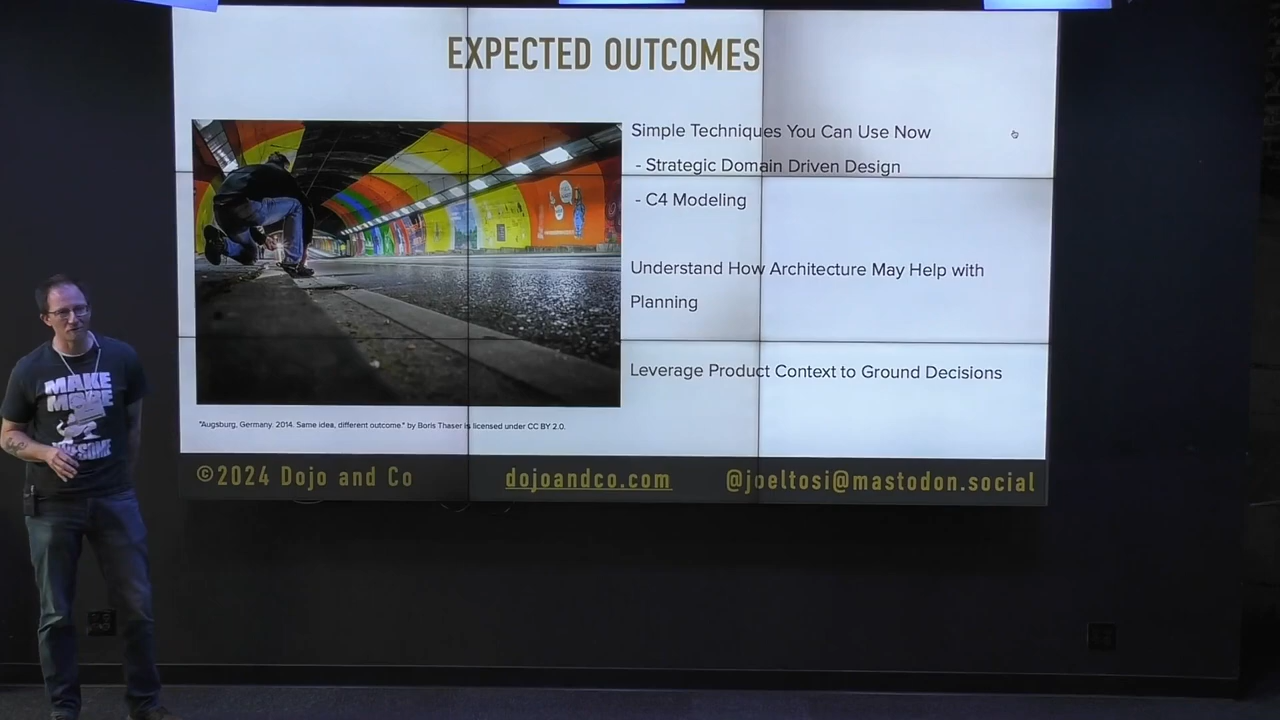 EXPECTED OUTCOMES
Simple Techniques You Can Use Now
- Strategic Domain Driven Design
- C4 Modeling
Understand How Architecture May Help with
Planning
Leverage Product Context to Ground Decisions
"Augsburg, Germany. 2014. Same idea, different outcome." by Boris Thaser is licensed under CC BY 2.0.
©2024 Dojo and Co
dojoandco.com
@joeltosi@mastodon.social
MAKE
MORE
AWESOME